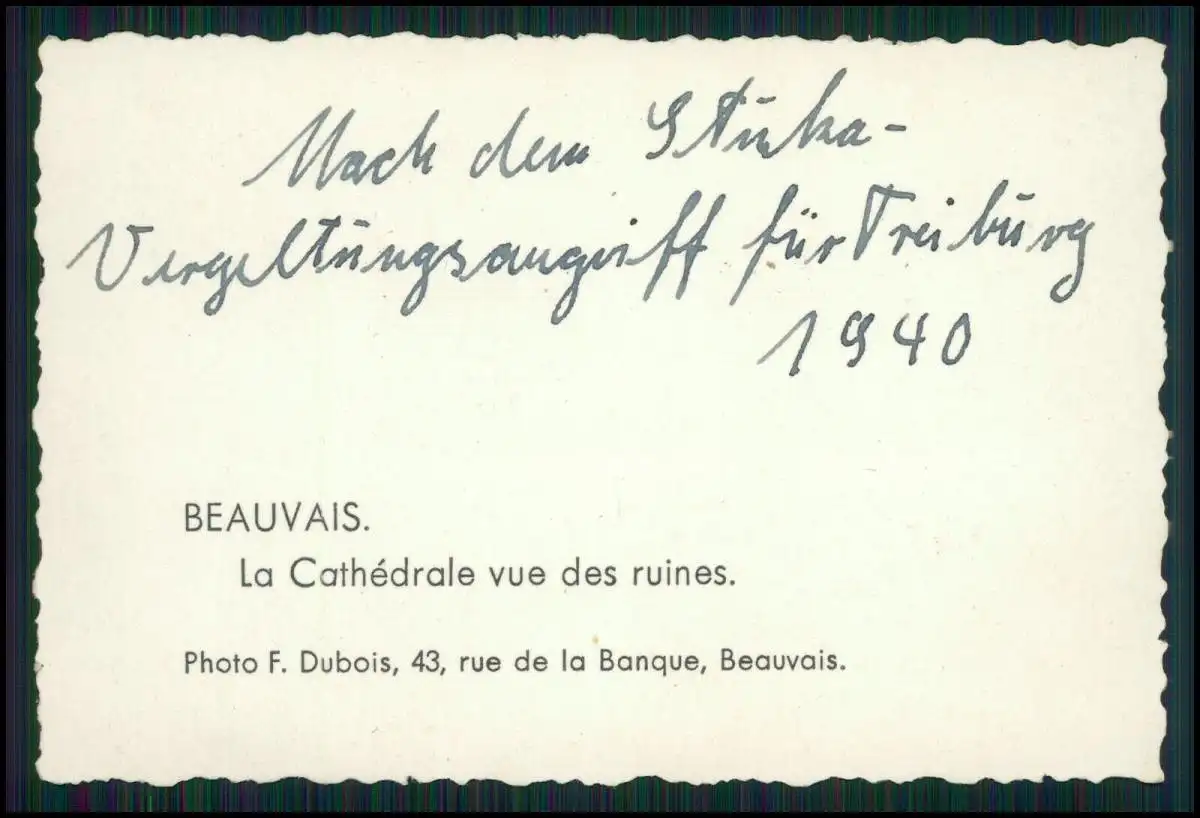 Nach dem Stuka-
Vergeltungsangriff für Freiburg
1940
BEAUVAIS.
La Cathédrale vue des ruines.
Photo F. Dubois, 43, rue de la Banque, Beauvais.